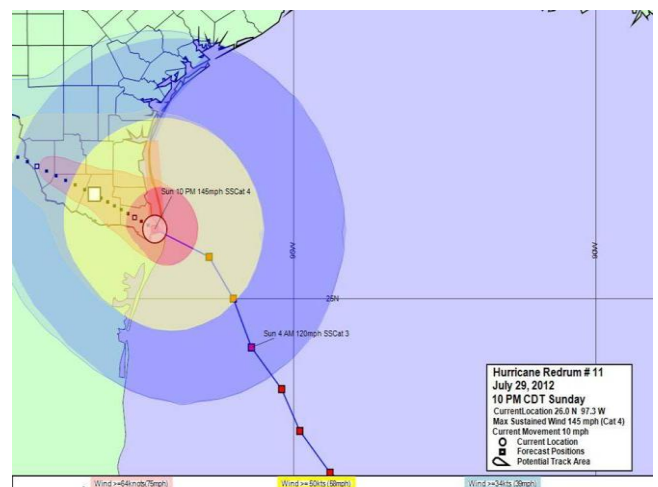 Sun 10 PM 145mph SSCat 4
95W
90W
25N
Sun 4 AM 120mph SSCat 3
Hurricane Redrum # 11
July 29, 2012
10 PM CDT Sunday
CurrentLocation 26.0 N 97.3 W
Max Sustained Wind 145 mph (Cat 4)
Current Movement 10 mph
Current Location
Forecast Positions
Potential Track Area
Wind >=64knots(75mph)
Wind >= 50kts (58mph)
Wind >=34kts (39mph)